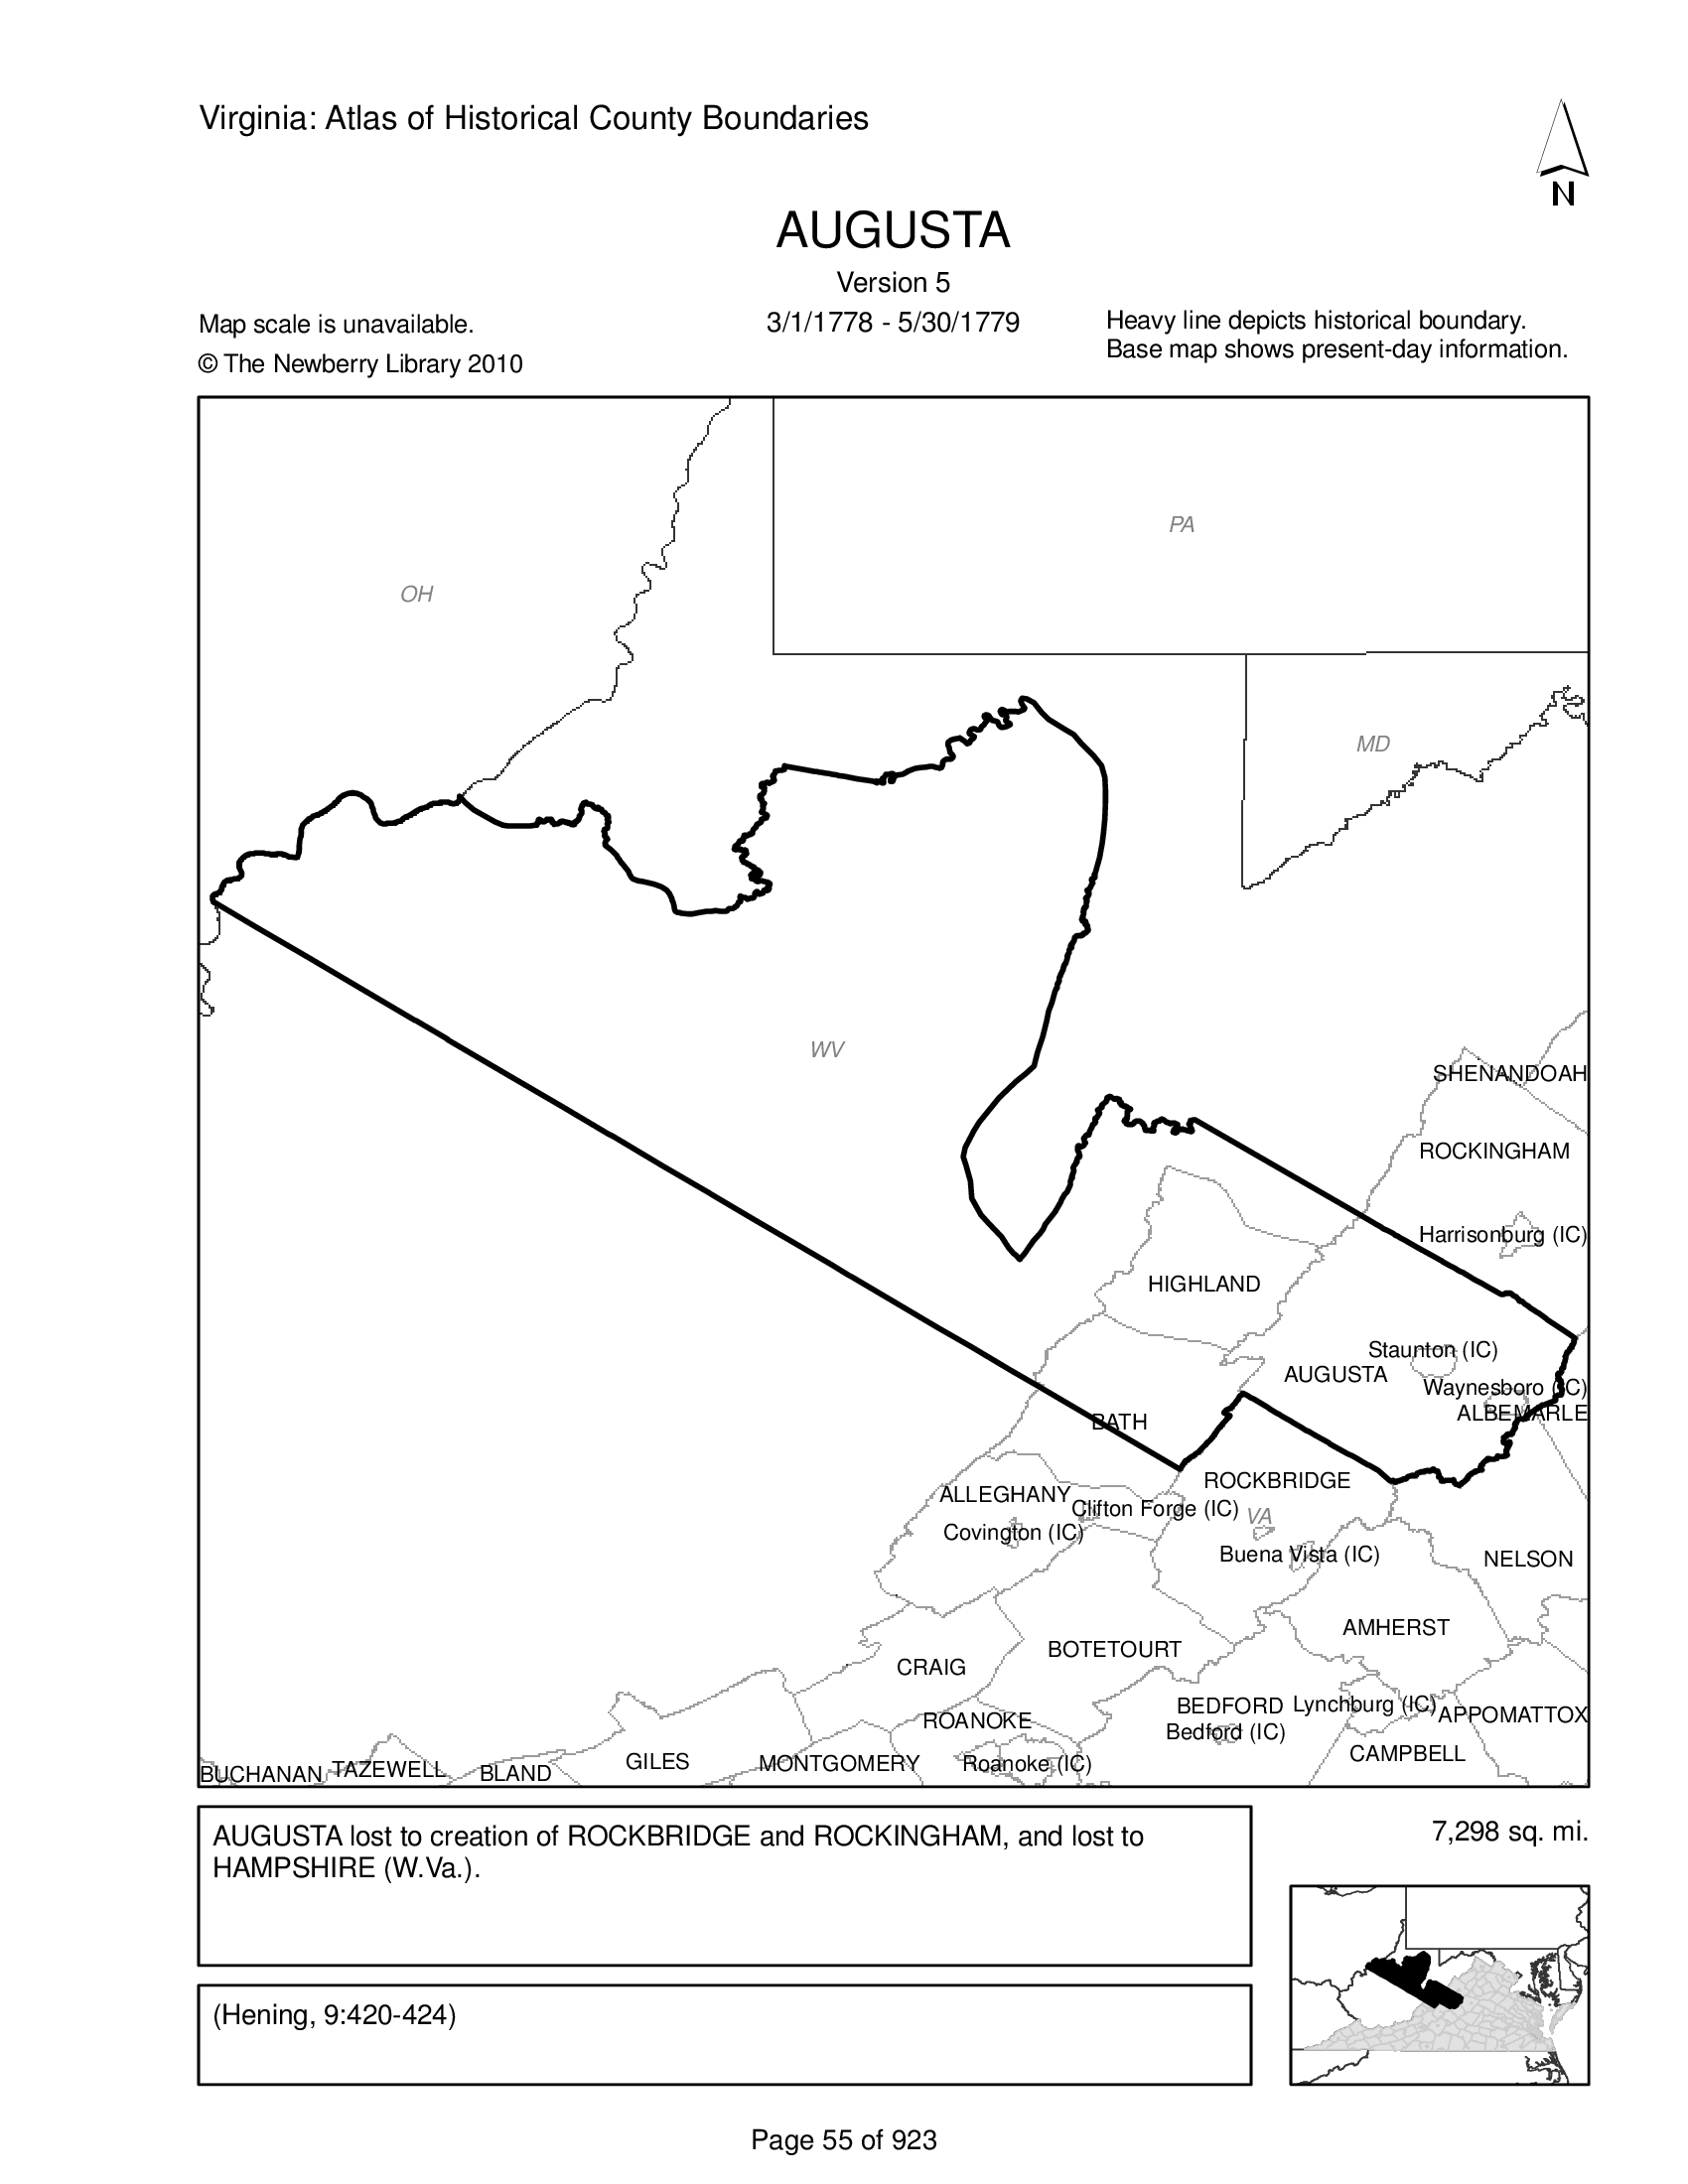 Virginia: Atlas of Historical County Boundaries
N
AUGUSTA
Version 5
3/1/1778 - 5/30/1779
Map scale is unavailable.
© The Newberry Library 2010
Heavy line depicts historical boundary.
Base map shows present-day information.
PA
OH
MD
WV
SHENANDOAH
ROCKINGHAM
Harrisonburg (IC)
HIGHLAND
Staunton (IC)
AUGUSTA
Waynesboro (IC)
ALBEMARLE
BATH
ROCKBRIDGE
ALLEGHANY
Clifton Forge (IC)
VA
Covington (IC)
Buena Vista (IC)
NELSON
AMHERST
BOTETOURT
CRAIG
BEDFORD
Lynchburg (IC)
APPOMATTOX
ROANOKE
Bedford (IC)
CAMPBELL
GILES
MONTGOMERY
Roanoke (IC)
BUCHANAN
TAZEWELL
BLAND
AUGUSTA lost to creation of ROCKBRIDGE and ROCKINGHAM, and lost to
HAMPSHIRE (W.Va.).
7,298 sq. mi.
(Hening, 9:420-424)
Page 55 of 923